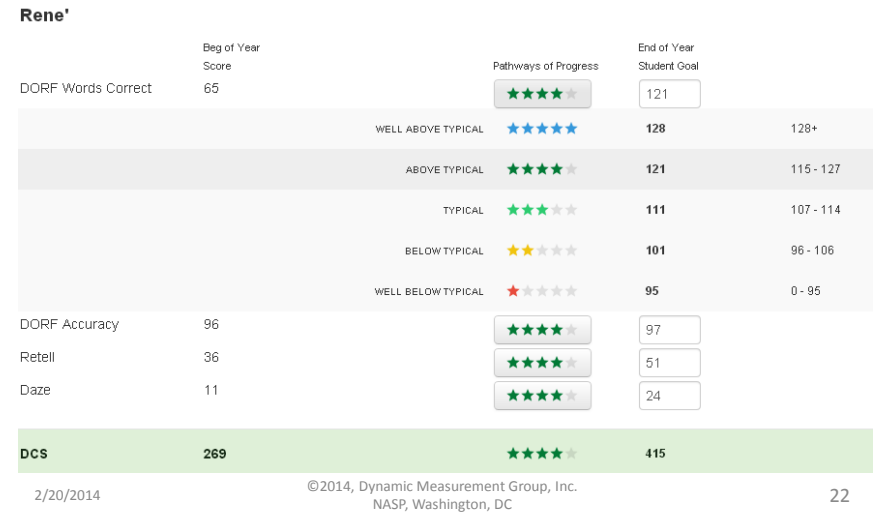 Rene'
Beg of Year End of Year
Score Pathways of Progress Student Goal
DORF Words Correct 65 121
WELL ABOVE TYPICAL 128 128+
ABOVE TYPICAL 121 115 - 127
TYPICAL 111 107 - 114
BELOW TYPICAL 101 96 - 106
WELL BELOW TYPICAL 95 0 - 95
DORF Accuracy 96 97
Retell 36 51
Daze 11 24
DCS 269 415
2/20/2014
©2014, Dynamic Measurement Group, Inc.
NASP, Washington, DC
22